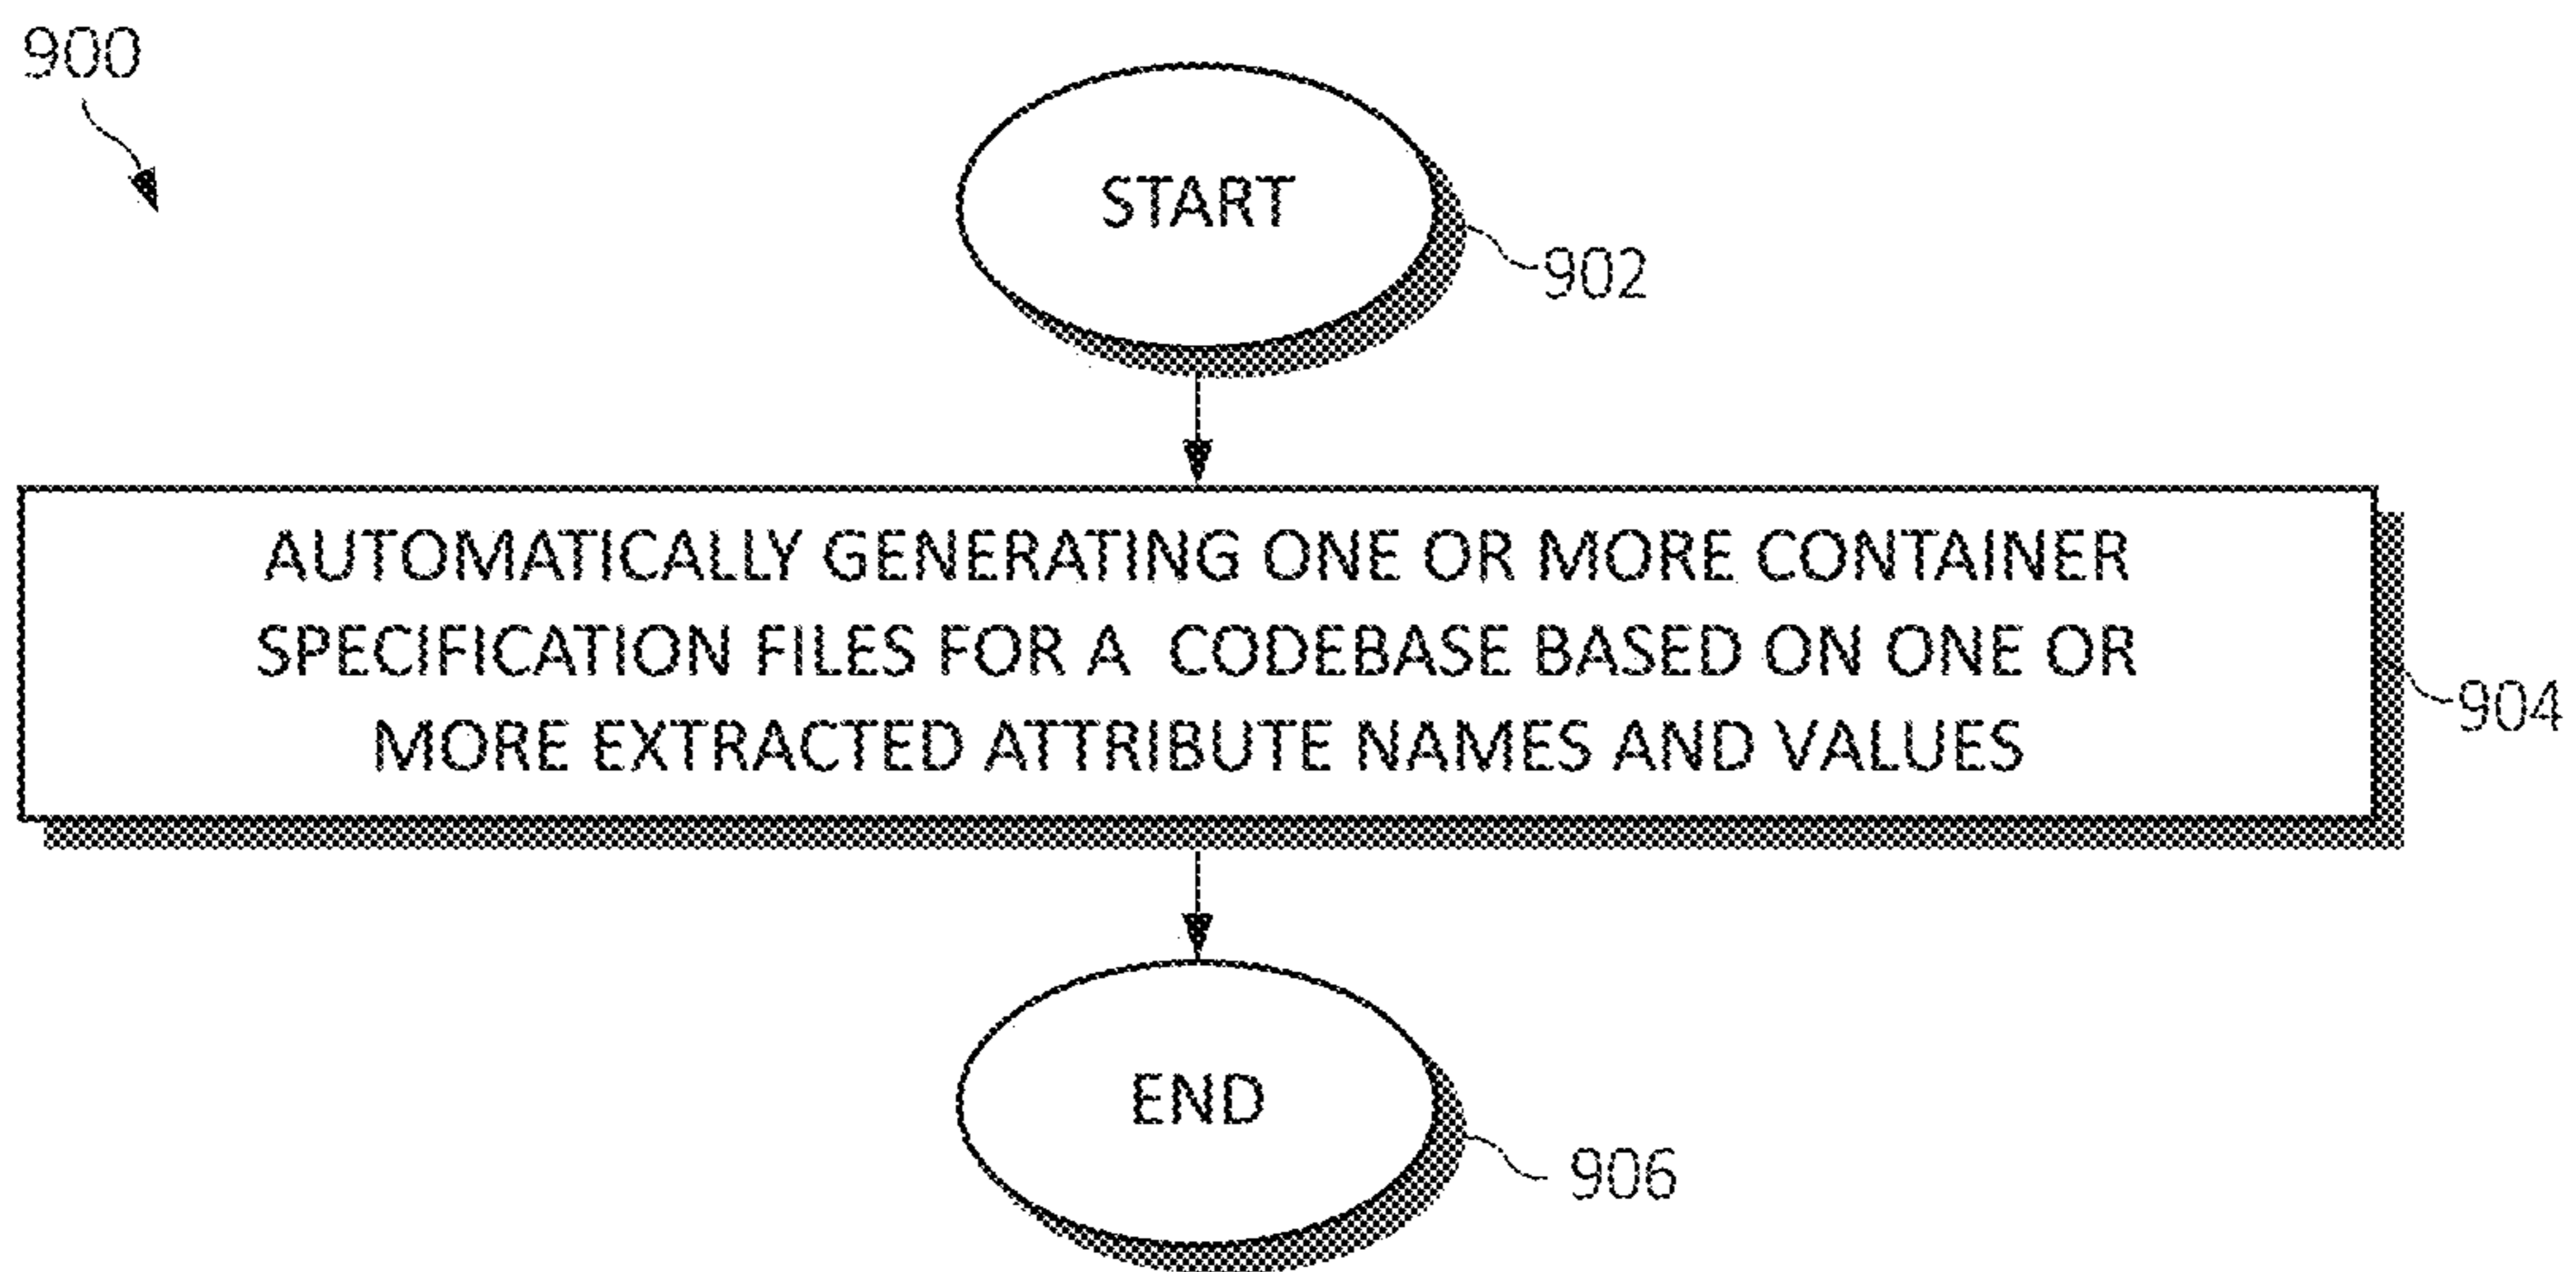 900
START
902
AUTOMATICALLY GENERATING ONE OR MORE CONTAINER
SPECIFICATION FILES FOR A CODEBASE BASED ON ONE OR
MORE EXTRACTED ATTRIBUTE NAMES AND VALUES
904
END
906